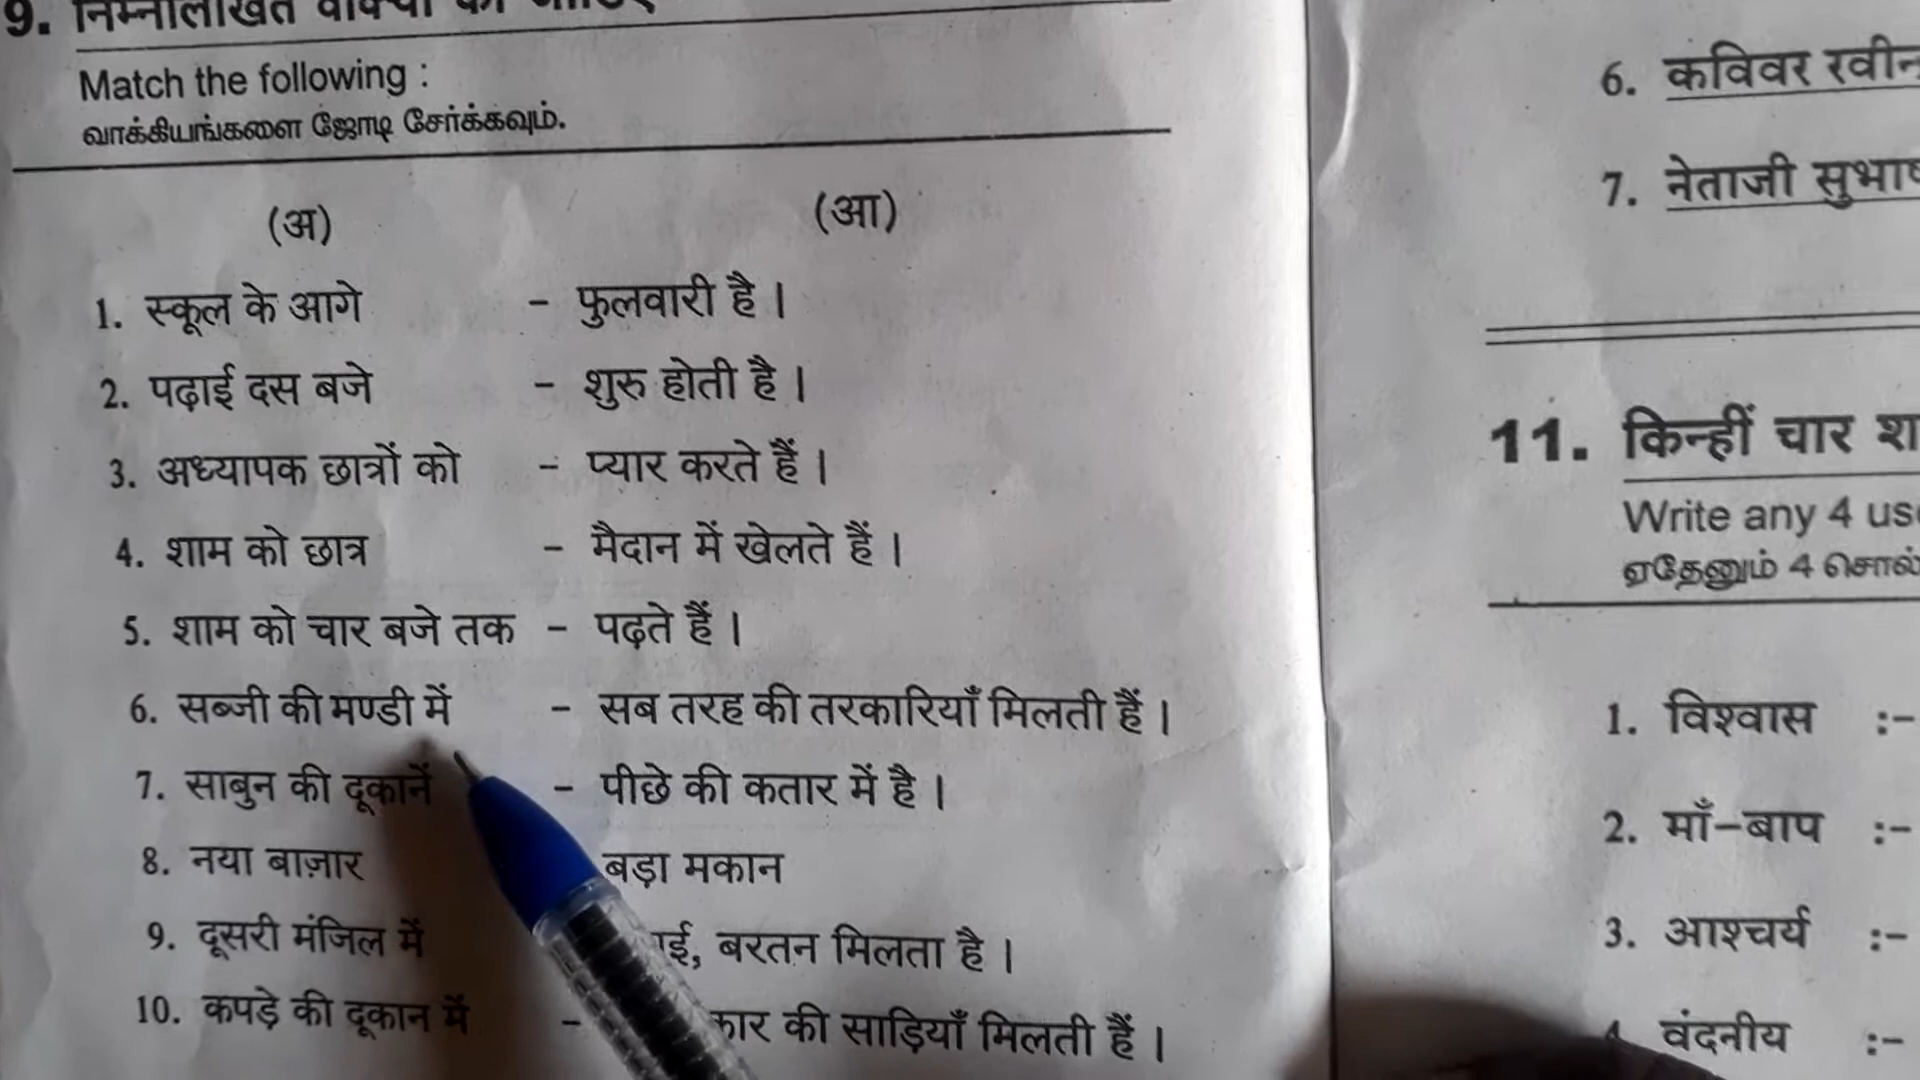 9. निम्नलिखित वाक्यों को
Match the following :
வாக்கியங்களை ஜோடி சேர்க்கவும்.
(अ) (आ)
1. स्कूल के आगे - फुलवारी है ।
2. पढ़ाई दस बजे - शुरु होती है ।
3. अध्यापक छात्रों को - प्यार करते हैं ।
4. शाम को छात्र - मैदान में खेलते हैं ।
5. शाम को चार बजे तक - पढ़ते हैं ।
6. सब्जी की मण्डी में - सब तरह की तरकारियाँ मिलती हैं ।
7. साबुन की दूकानें - पीछे की कतार में है ।
8. नया बाज़ार बड़ा मकान
9. दूसरी मंजिल में बरतन मिलता है ।
10. कपड़े की दूकान में - की साड़ियाँ मिलती हैं ।
6. कविवर
7. नेताजी
11. किन्हीं चार
Write any 4
ஏதேனும் 4
1. विश्वास :-
2. माँ-बाप :-
3. आश्चर्य :-
वंदनीय :-